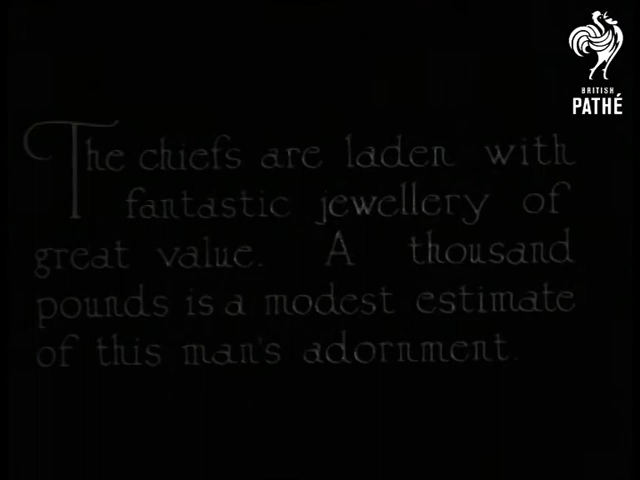 BRITISH
PATHÉ
The chiefs are laden with
fantastic jewellery of
great value. A thousand
pounds is a modest estimate
of this man's adornment.